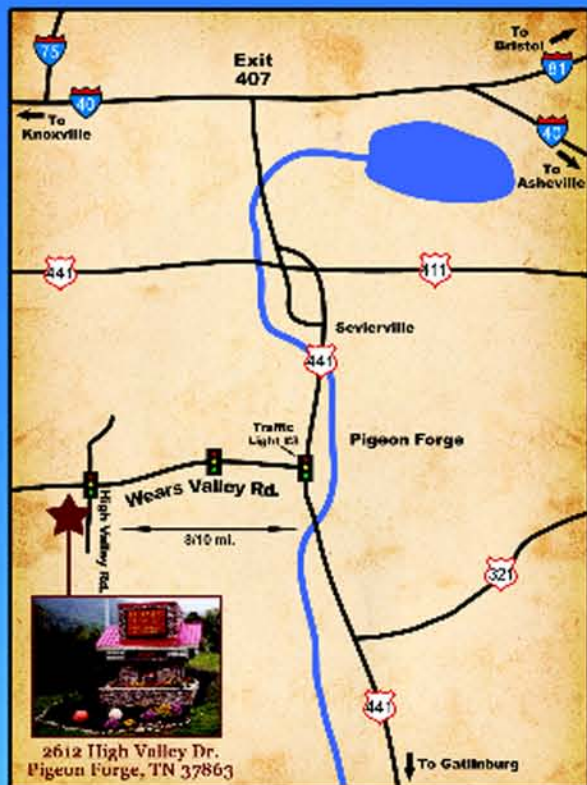 To
Bristol
75
Exit
407
81
40
To
Knoxville
40
To
Asheville
441
411
Sevierville
441
Traffic
Light #3
Pigeon Forge
Wears Valley Rd.
High Valley Rd.
8/10 mi.
321
441
2612 High Valley Dr.
Pigeon Forge, TN 37863
To Gatlinburg